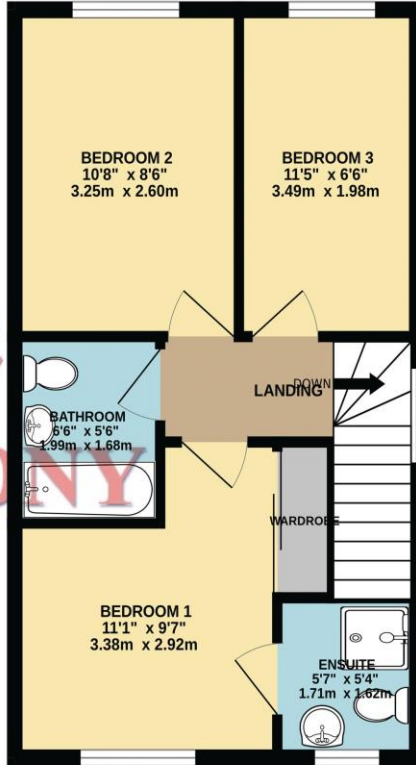 BEDROOM 2
10'8" x 8'6"
3.25m x 2.60m
BEDROOM 3
11'5" x 6'6"
3.49m x 1.98m
DOWN
LANDING
BATHROOM
6'6" x 5'6"
1.99m x 1.68m
WARDROBE
BEDROOM 1
11'1" x 9'7"
3.38m x 2.92m
ENSUITE
5'7" x 5'4"
1.71m x 1.62m